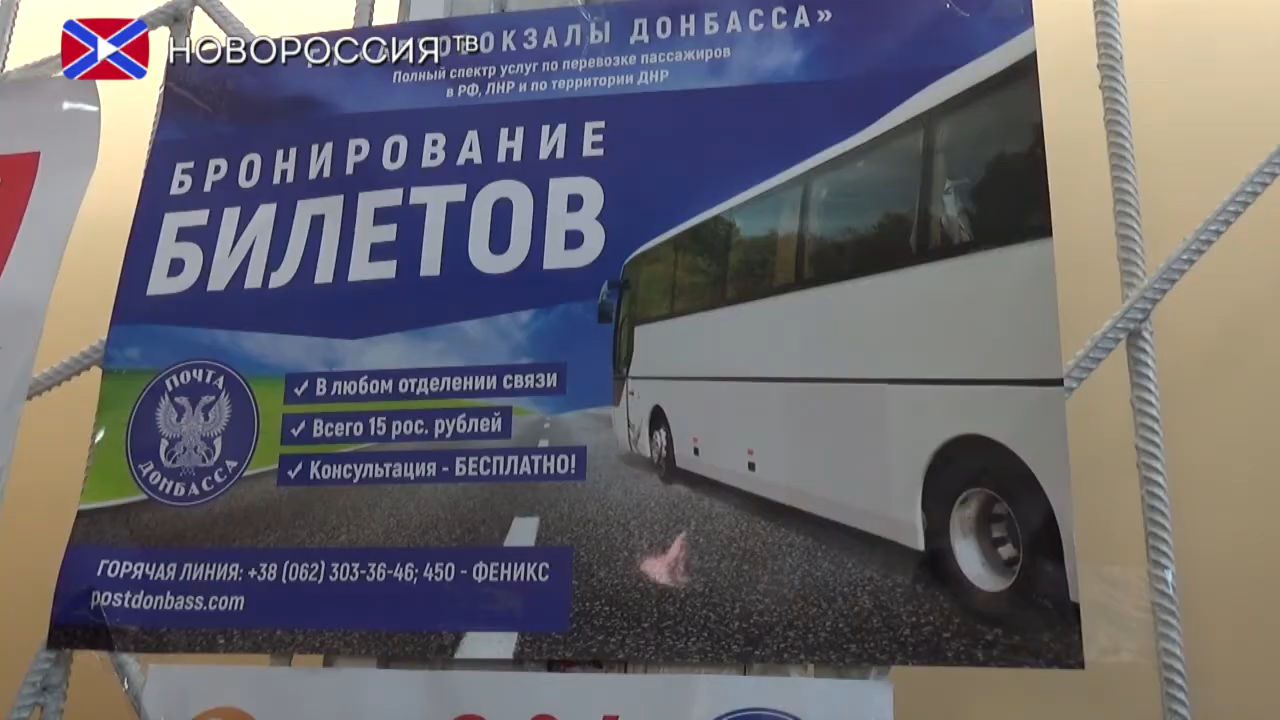 НОВОРОССИЯ ТВ
ДОНБАССА»
Полный спектр услуг по перевозке пассажиров
в РФ, ЛНР и по территории ДНР
БРОНИРОВАНИЕ
БИЛЕТОВ
ПОЧТА
ДОНБАССА
✓ В любом отделении связи
✓ Всего 15 рос. рублей
✓ Консультация - БЕСПЛАТНО!
ГОРЯЧАЯ ЛИНИЯ: +38 (062) 303-36-46; 450 - ФЕНИКС
postdonbass.com